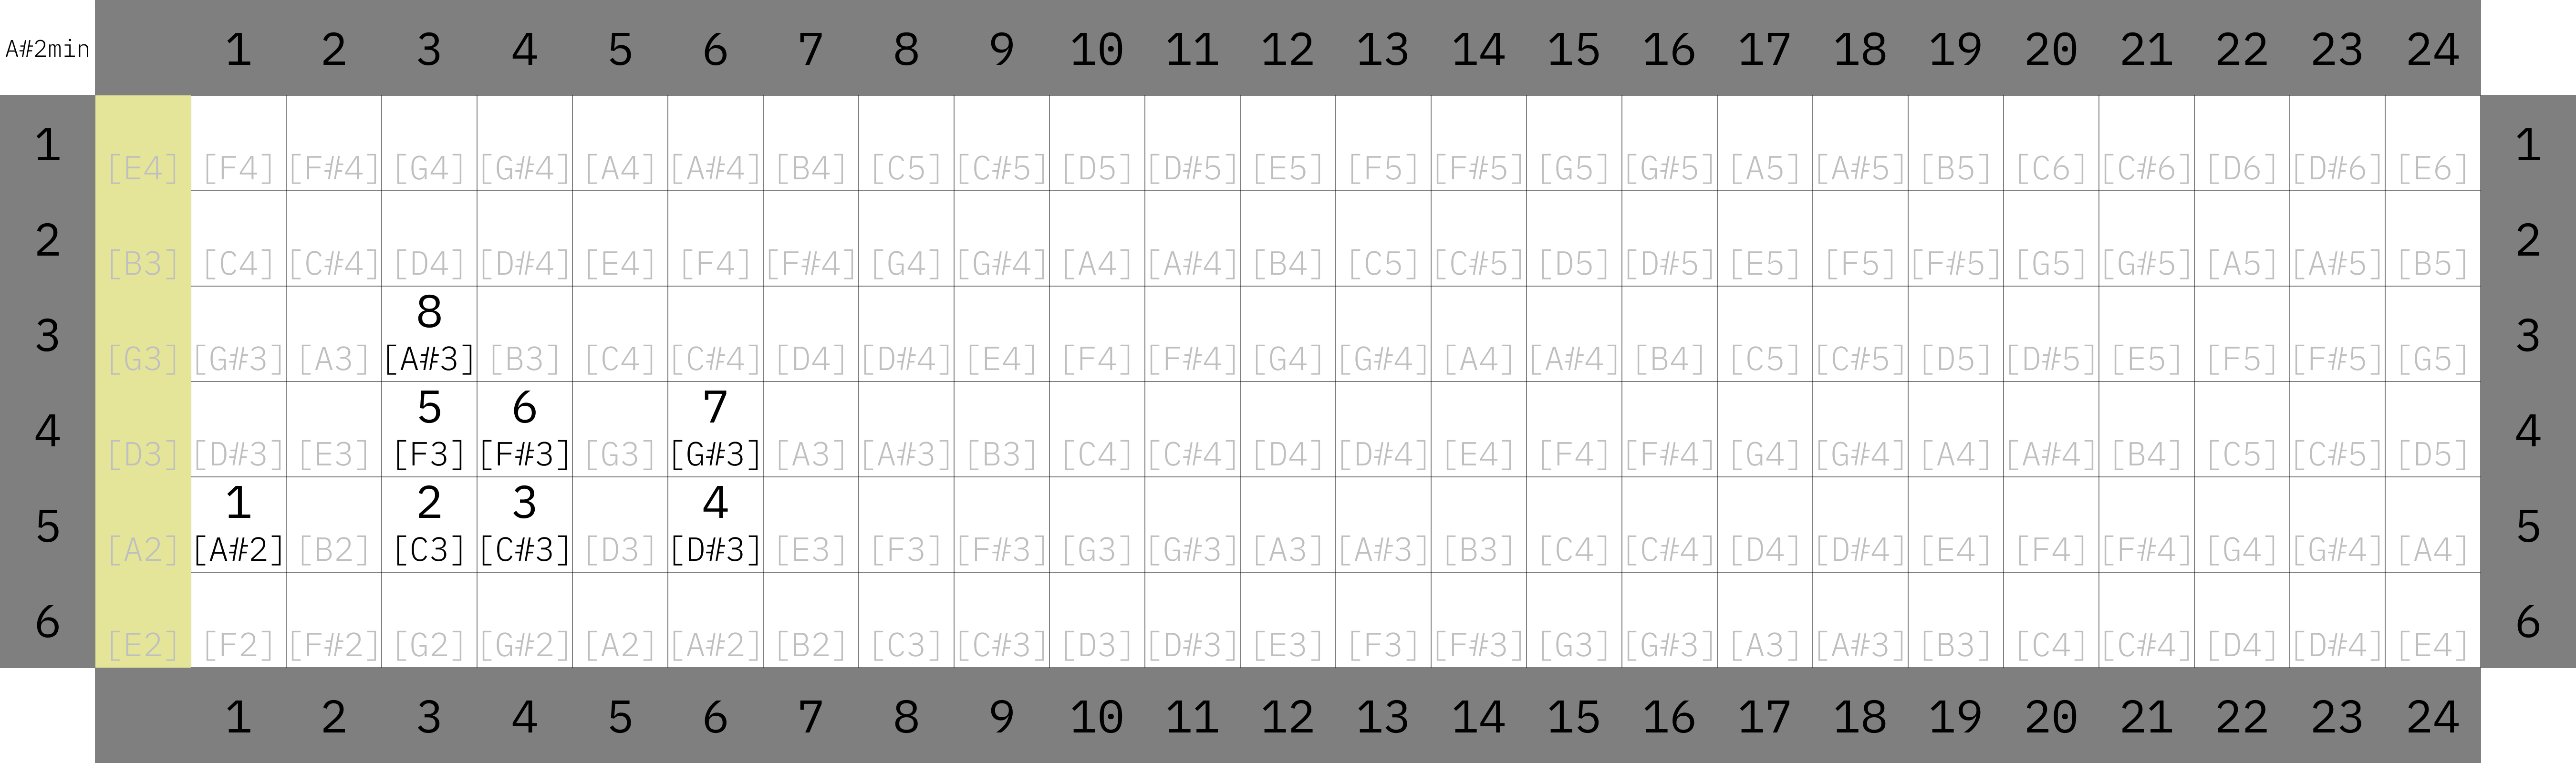 A#2min 1 2 3 4 5 6 7 8 9 10 11 12 13 14 15 16 17 18 19 20 21 22 23 24
1 [E4] [F4] [F#4] [G4] [G#4] [A4] [A#4] [B4] [C5] [C#5] [D5] [D#5] [E5] [F5] [F#5] [G5] [G#5] [A5] [A#5] [B5] [C6] [C#6] [D6] [D#6] [E6] 1
2 [B3] [C4] [C#4] [D4] [D#4] [E4] [F4] [F#4] [G4] [G#4] [A4] [A#4] [B4] [C5] [C#5] [D5] [D#5] [E5] [F5] [F#5] [G5] [G#5] [A5] [A#5] [B5] 2
8
3 [G3] [G#3] [A3] [A#3] [B3] [C4] [C#4] [D4] [D#4] [E4] [F4] [F#4] [G4] [G#4] [A4] [A#4] [B4] [C5] [C#5] [D5] [D#5] [E5] [F5] [F#5] [G5] 3
5 6 7
4 [D3] [D#3] [E3] [F3] [F#3] [G3] [G#3] [A3] [A#3] [B3] [C4] [C#4] [D4] [D#4] [E4] [F4] [F#4] [G4] [G#4] [A4] [A#4] [B4] [C5] [C#5] [D5] 4
1 2 3 4
5 [A2] [A#2] [B2] [C3] [C#3] [D3] [D#3] [E3] [F3] [F#3] [G3] [G#3] [A3] [A#3] [B3] [C4] [C#4] [D4] [D#4] [E4] [F4] [F#4] [G4] [G#4] [A4] 5
6 [E2] [F2] [F#2] [G2] [G#2] [A2] [A#2] [B2] [C3] [C#3] [D3] [D#3] [E3] [F3] [F#3] [G3] [G#3] [A3] [A#3] [B3] [C4] [C#4] [D4] [D#4] [E4] 6
1 2 3 4 5 6 7 8 9 10 11 12 13 14 15 16 17 18 19 20 21 22 23 24